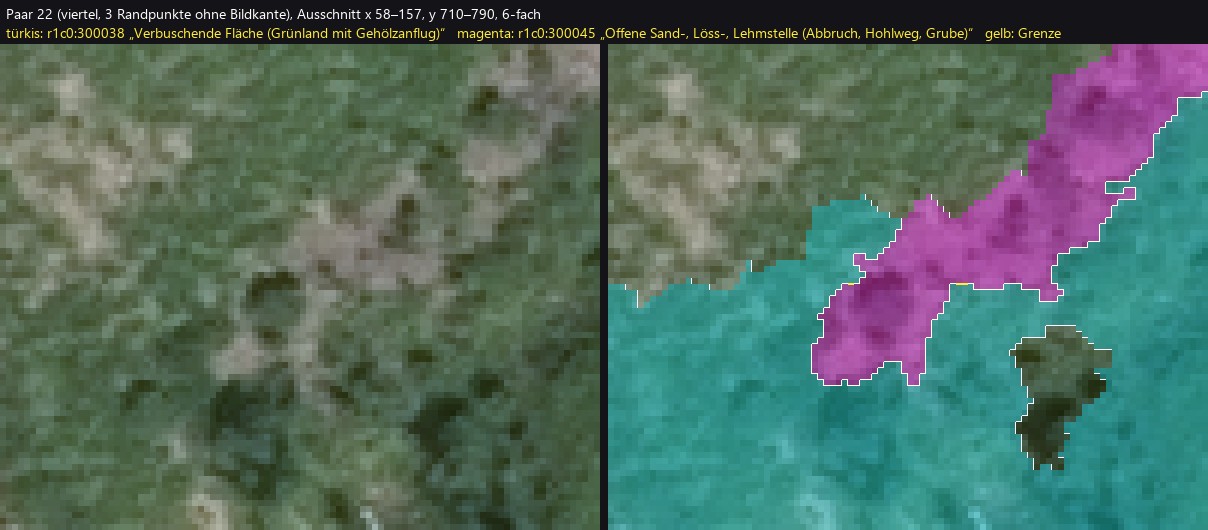 Paar 22 (viertel, 3 Randpunkte ohne Bildkante), Ausschnitt x 58–157, y 710–790, 6-fach
türkis: r1c0:300038 „Verbuschende Fläche (Grünland mit Gehölzanflug)“ magenta: r1c0:300045 „Offene Sand-, Löss-, Lehmstelle (Abbruch, Hohlweg, Grube)“ gelb: Grenze